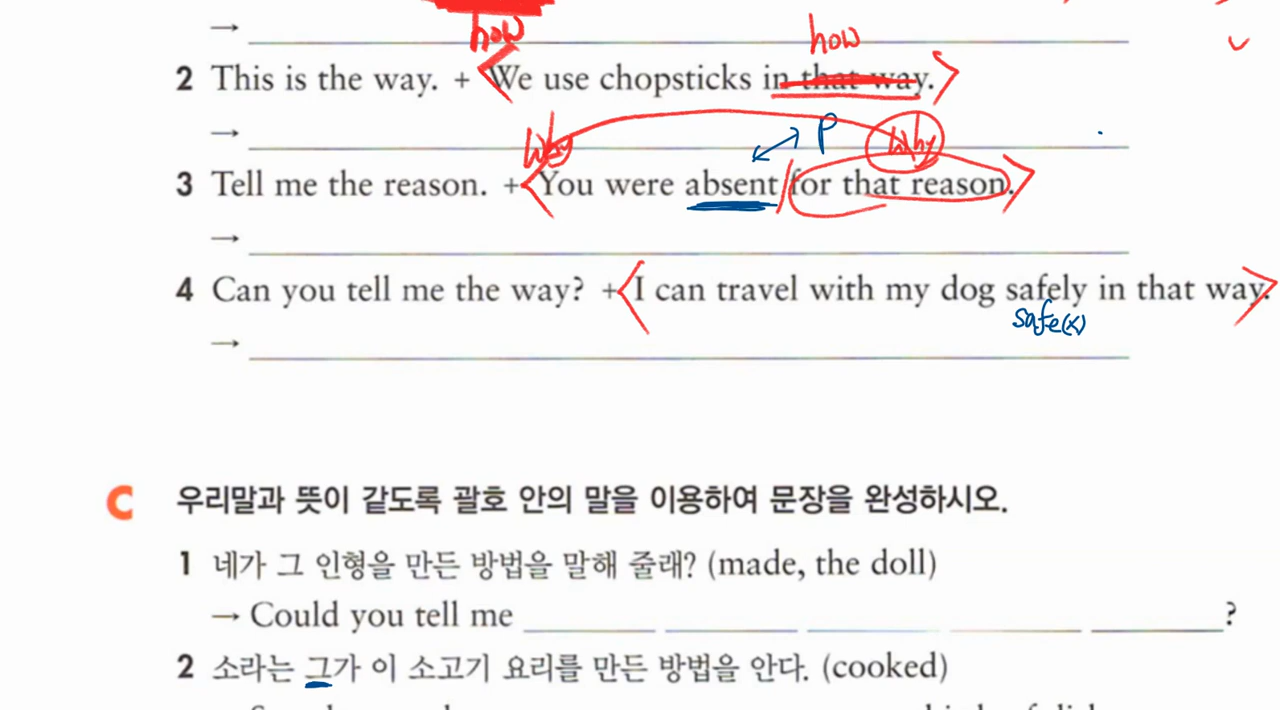 →
how how
2 This is the way. + <We use chopsticks in that way.>
→
why P why
3 Tell me the reason. + <You were absent / for that reason.>
→
4 Can you tell me the way? + <I can travel with my dog safely in that way.>
safe(x)
→
C 우리말과 뜻이 같도록 괄호 안의 말을 이용하여 문장을 완성하시오.
1 네가 그 인형을 만든 방법을 말해 줄래? (made, the doll)
→ Could you tell me ?
2 소라는 그가 이 소고기 요리를 만든 방법을 안다. (cooked)